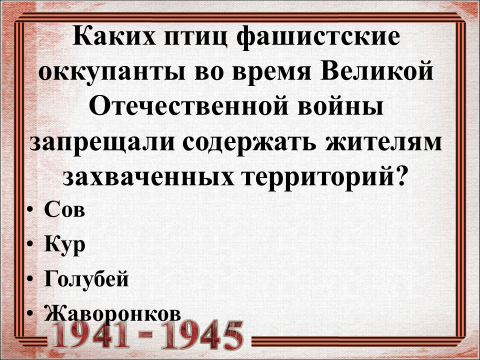 Каких птиц фашистские
оккупанты во время Великой
Отечественной войны
запрещали содержать жителям
захваченных территорий?
• Сов
• Кур
• Голубей
• Жаворонков
1941 - 1945